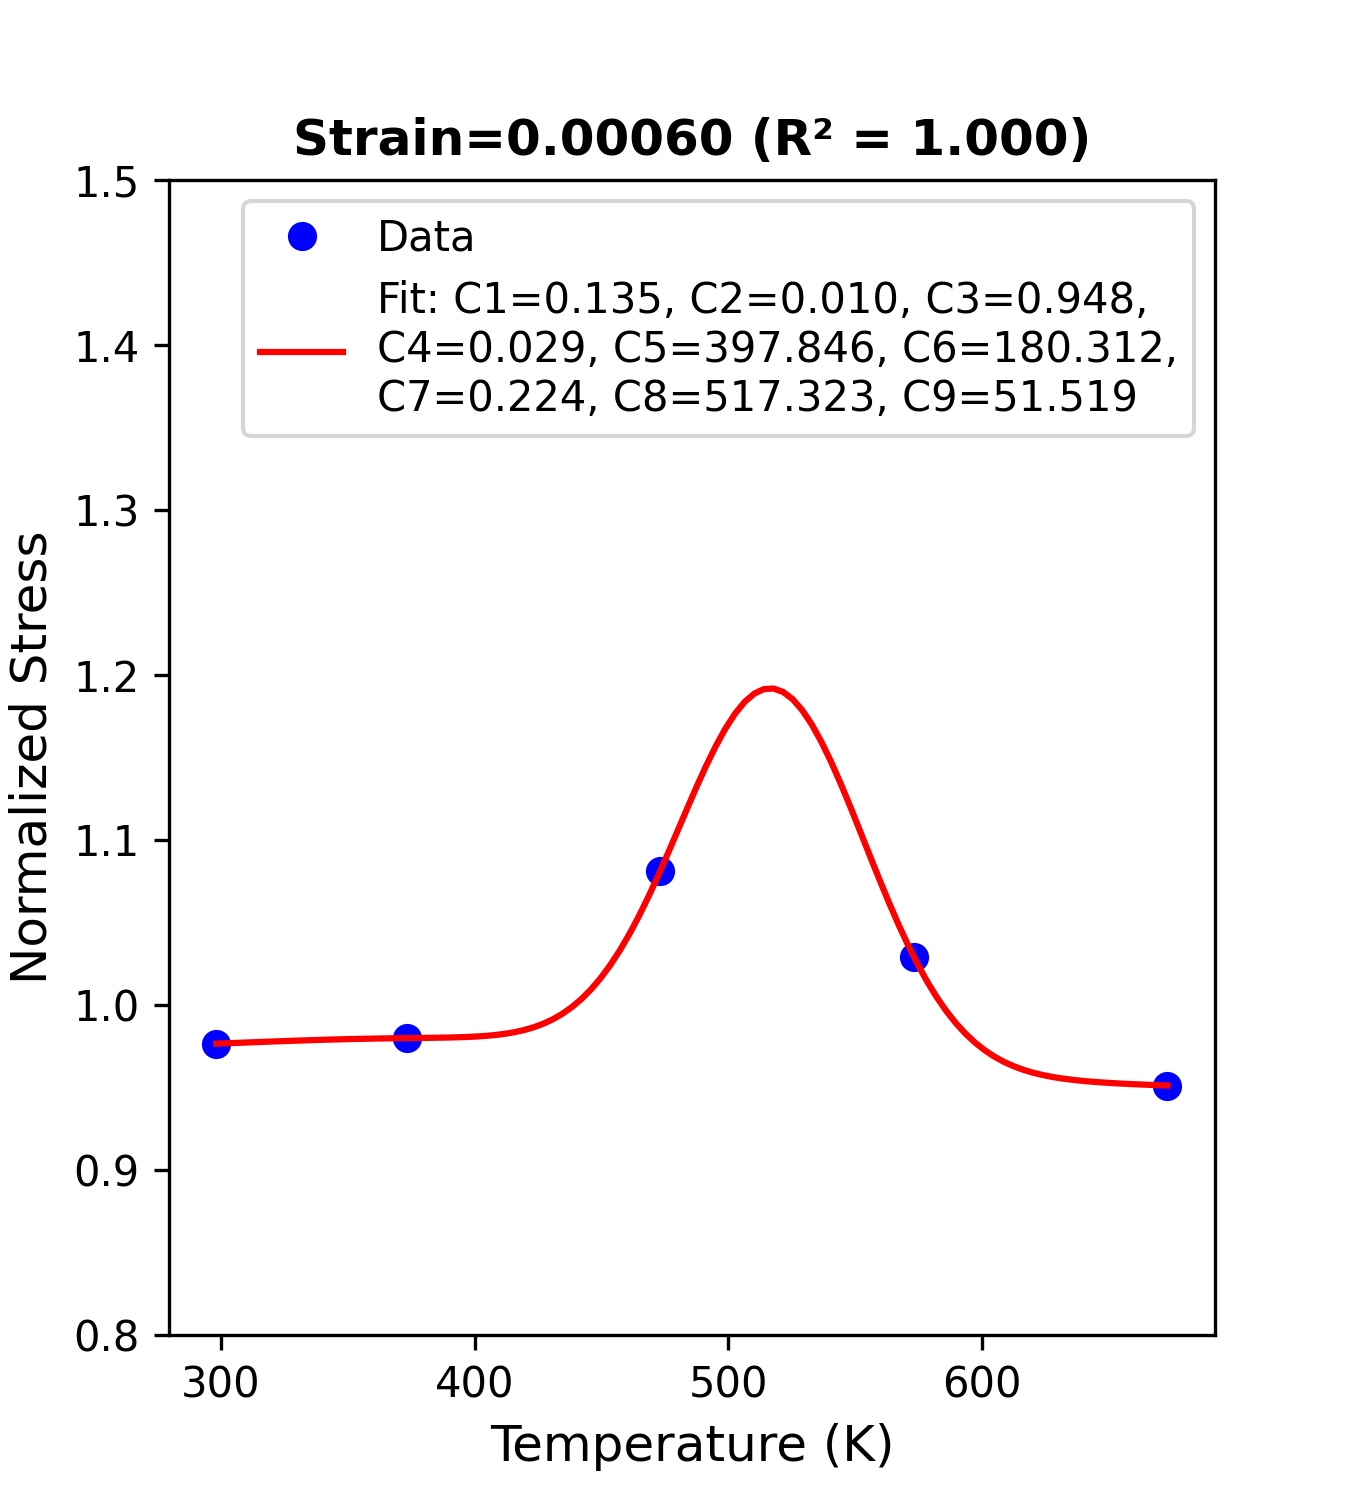 Strain=0.00060 (R² = 1.000)
1.5
1.4
1.3
1.2
1.1
1.0
0.9
0.8
Normalized Stress
Data
Fit: C1=0.135, C2=0.010, C3=0.948,
C4=0.029, C5=397.846, C6=180.312,
C7=0.224, C8=517.323, C9=51.519
300 400 500 600
Temperature (K)